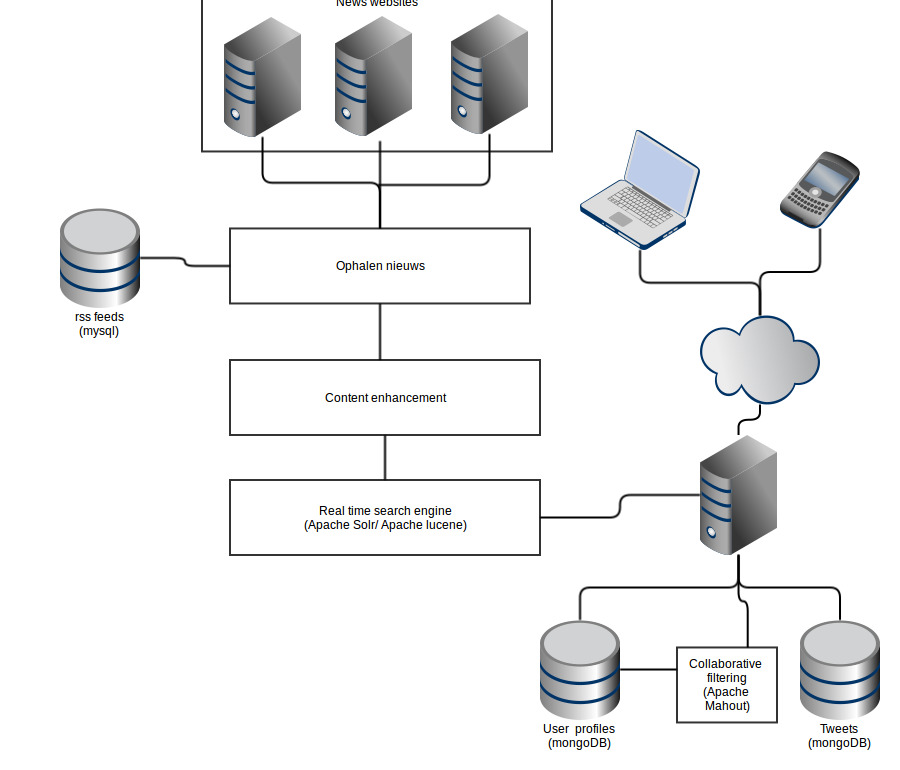 News websites
Ophalen nieuws
rss feeds
(mysql)
Content enhancement
Real time search engine
(Apache Solr/ Apache lucene)
Collaborative
filtering
(Apache
Mahout)
User profiles
(mongoDB)
Tweets
(mongoDB)